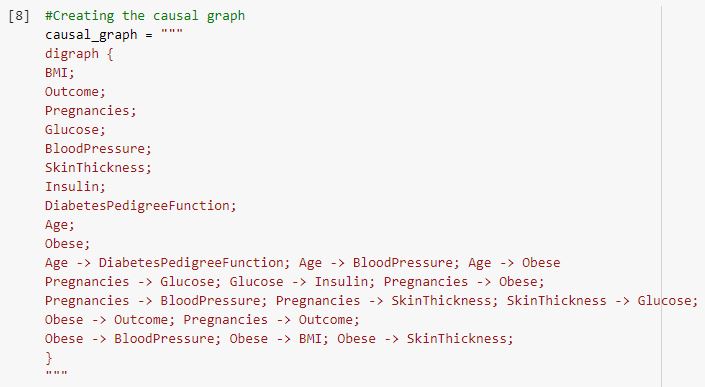 [8] #Creating the causal graph
causal_graph = """
digraph {
BMI;
Outcome;
Pregnancies;
Glucose;
BloodPressure;
SkinThickness;
Insulin;
DiabetesPedigreeFunction;
Age;
Obese;
Age -> DiabetesPedigreeFunction; Age -> BloodPressure; Age -> Obese
Pregnancies -> Glucose; Glucose -> Insulin; Pregnancies -> Obese;
Pregnancies -> BloodPressure; Pregnancies -> SkinThickness; SkinThickness -> Glucose;
Obese -> Outcome; Pregnancies -> Outcome;
Obese -> BloodPressure; Obese -> BMI; Obese -> SkinThickness;
}
"""